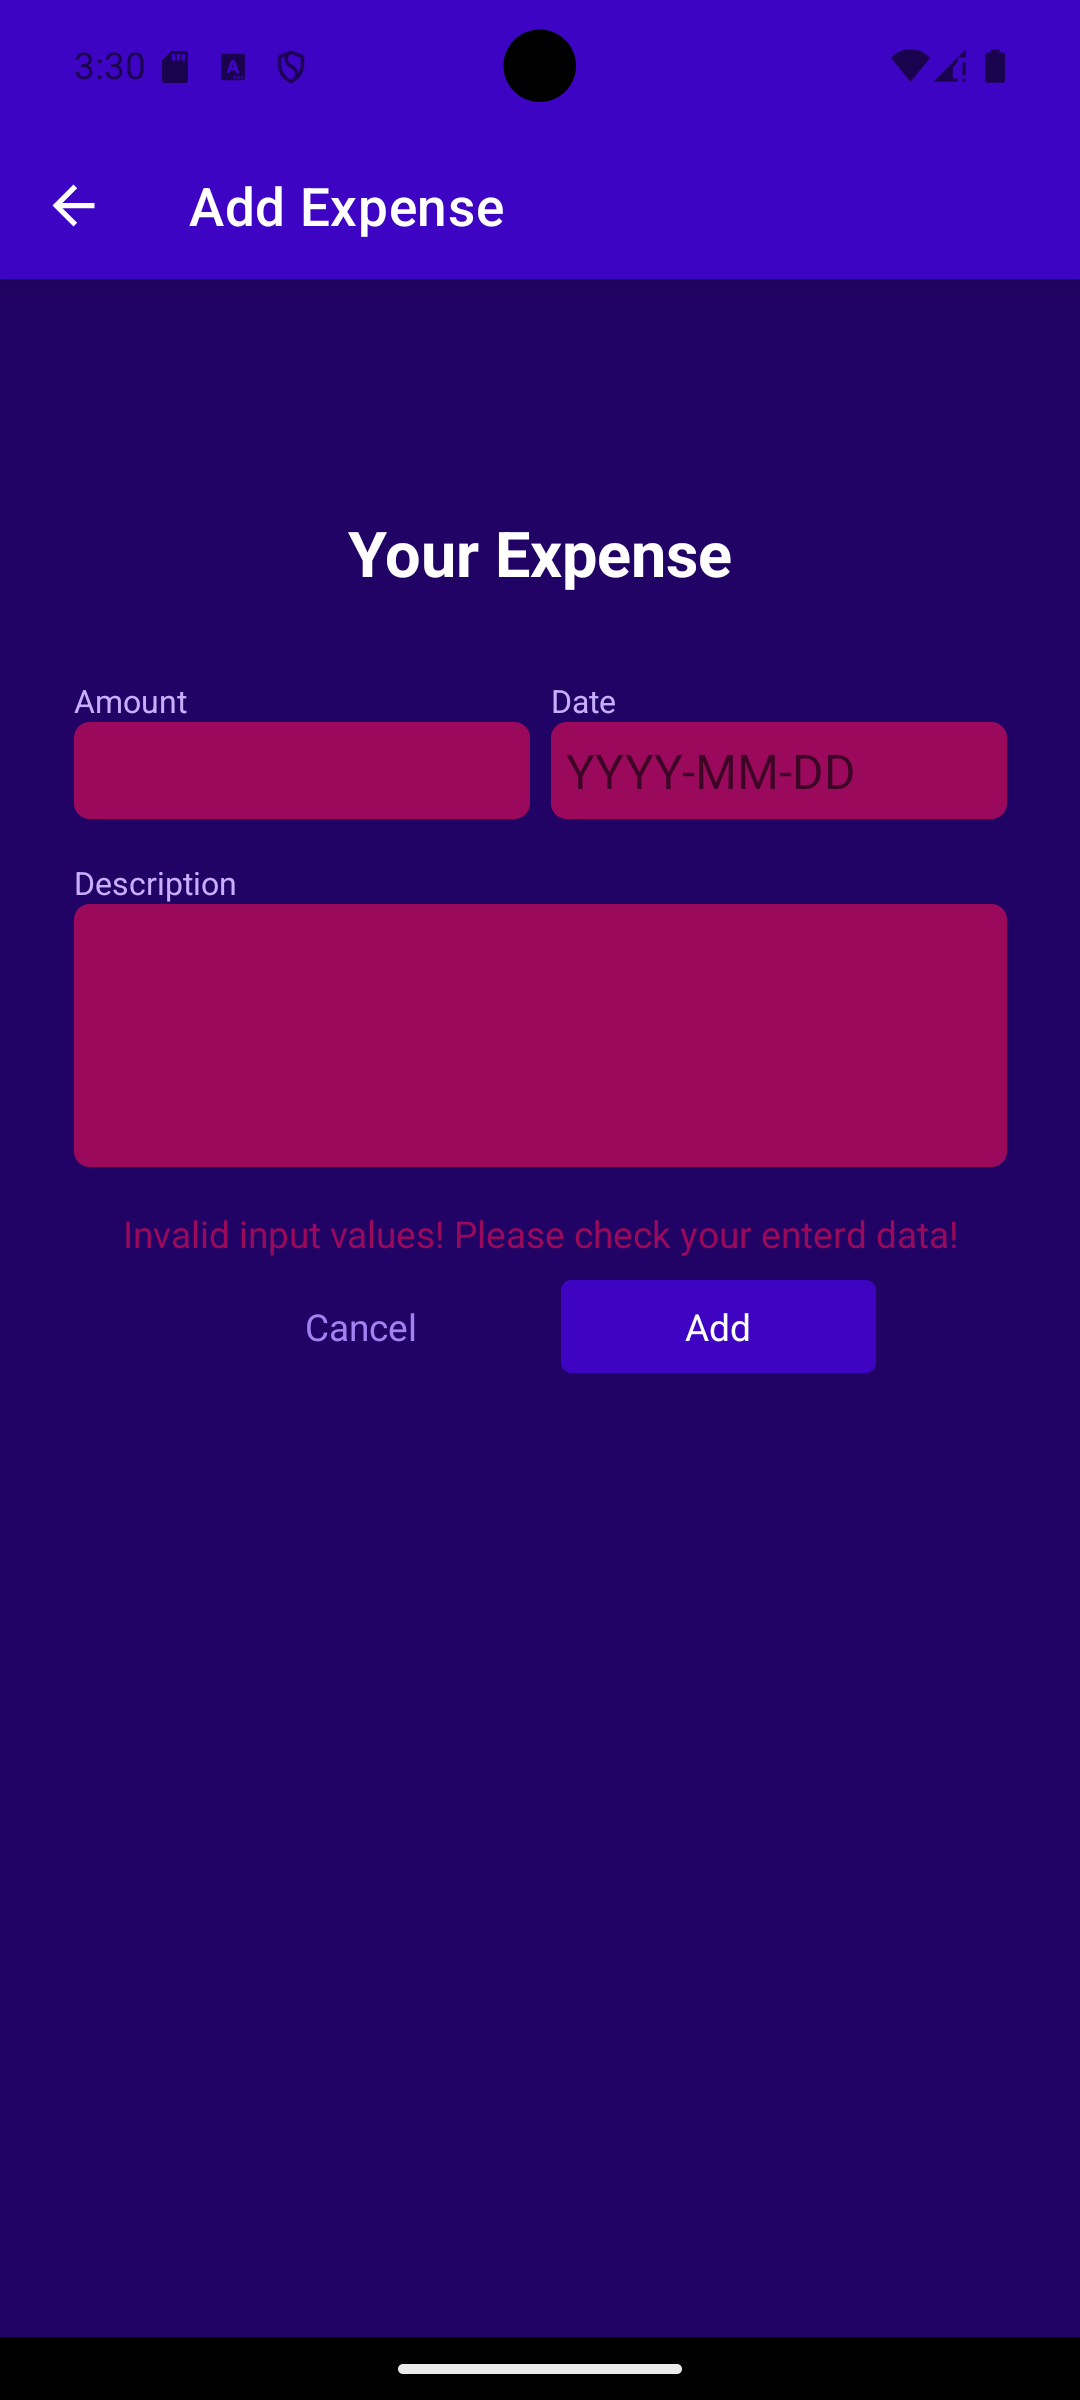 3:30
Add Expense
Your Expense
Amount Date
YYYY-MM-DD
Description
Invalid input values! Please check your enterd data!
Cancel Add